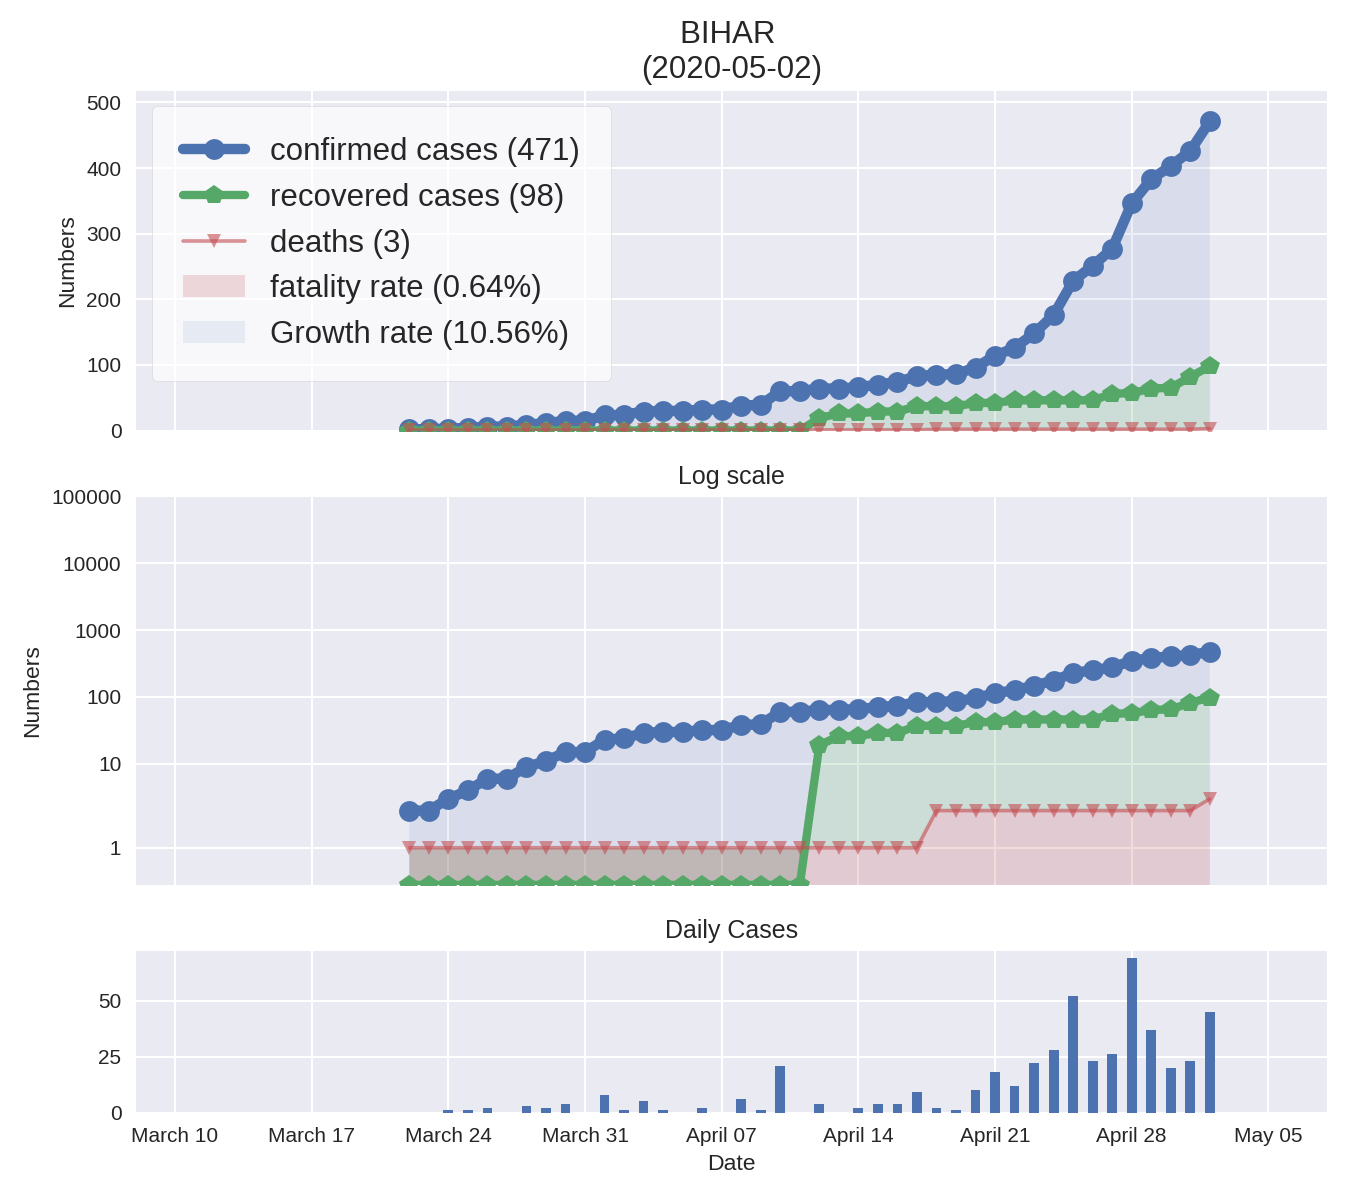 BIHAR
(2020-05-02)
500
400
300
200
100
0
Numbers
confirmed cases (471)
recovered cases (98)
deaths (3)
fatality rate (0.64%)
Growth rate (10.56%)
Log scale
100000
10000
1000
100
10
1
Numbers
Daily Cases
50
25
0
March 10 March 17 March 24 March 31 April 07 April 14 April 21 April 28 May 05
Date